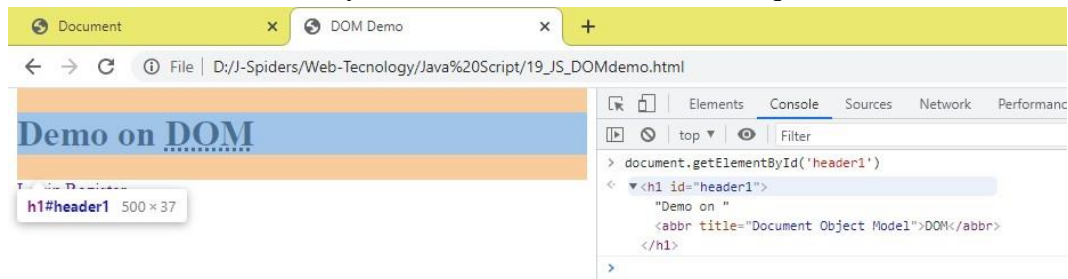 Document × DOM Demo × +
File | D:/J-Spiders/Web-Tecnology/Java%20Script/19_JS_DOMdemo.html
Elements Console Sources Network Performanc
top ▼ Filter
Demo on DOM
> document.getElementById('header1')
<h1 id="header1">
"Demo on "
<abbr title="Document Object Model">DOM</abbr>
</h1>
>
h1#header1 500 × 37